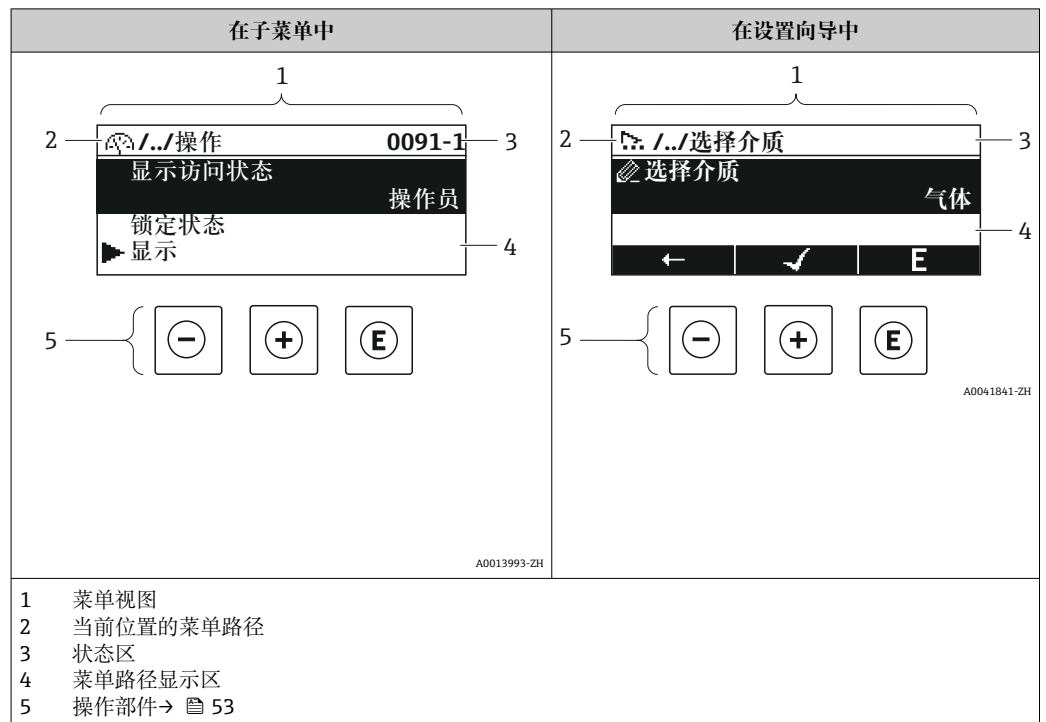 在子菜单中
在设置向导中
1
2
/../操作 0091-1
3
显示访问状态
操作员
锁定状态
显示
4
5
- + E
A0013993-ZH
1
2
/../选择介质
3
选择介质
气体
4
← ✓ E
5
- + E
A0041841-ZH
1 菜单视图
2 当前位置的菜单路径
3 状态区
4 菜单路径显示区
5 操作部件→ 53